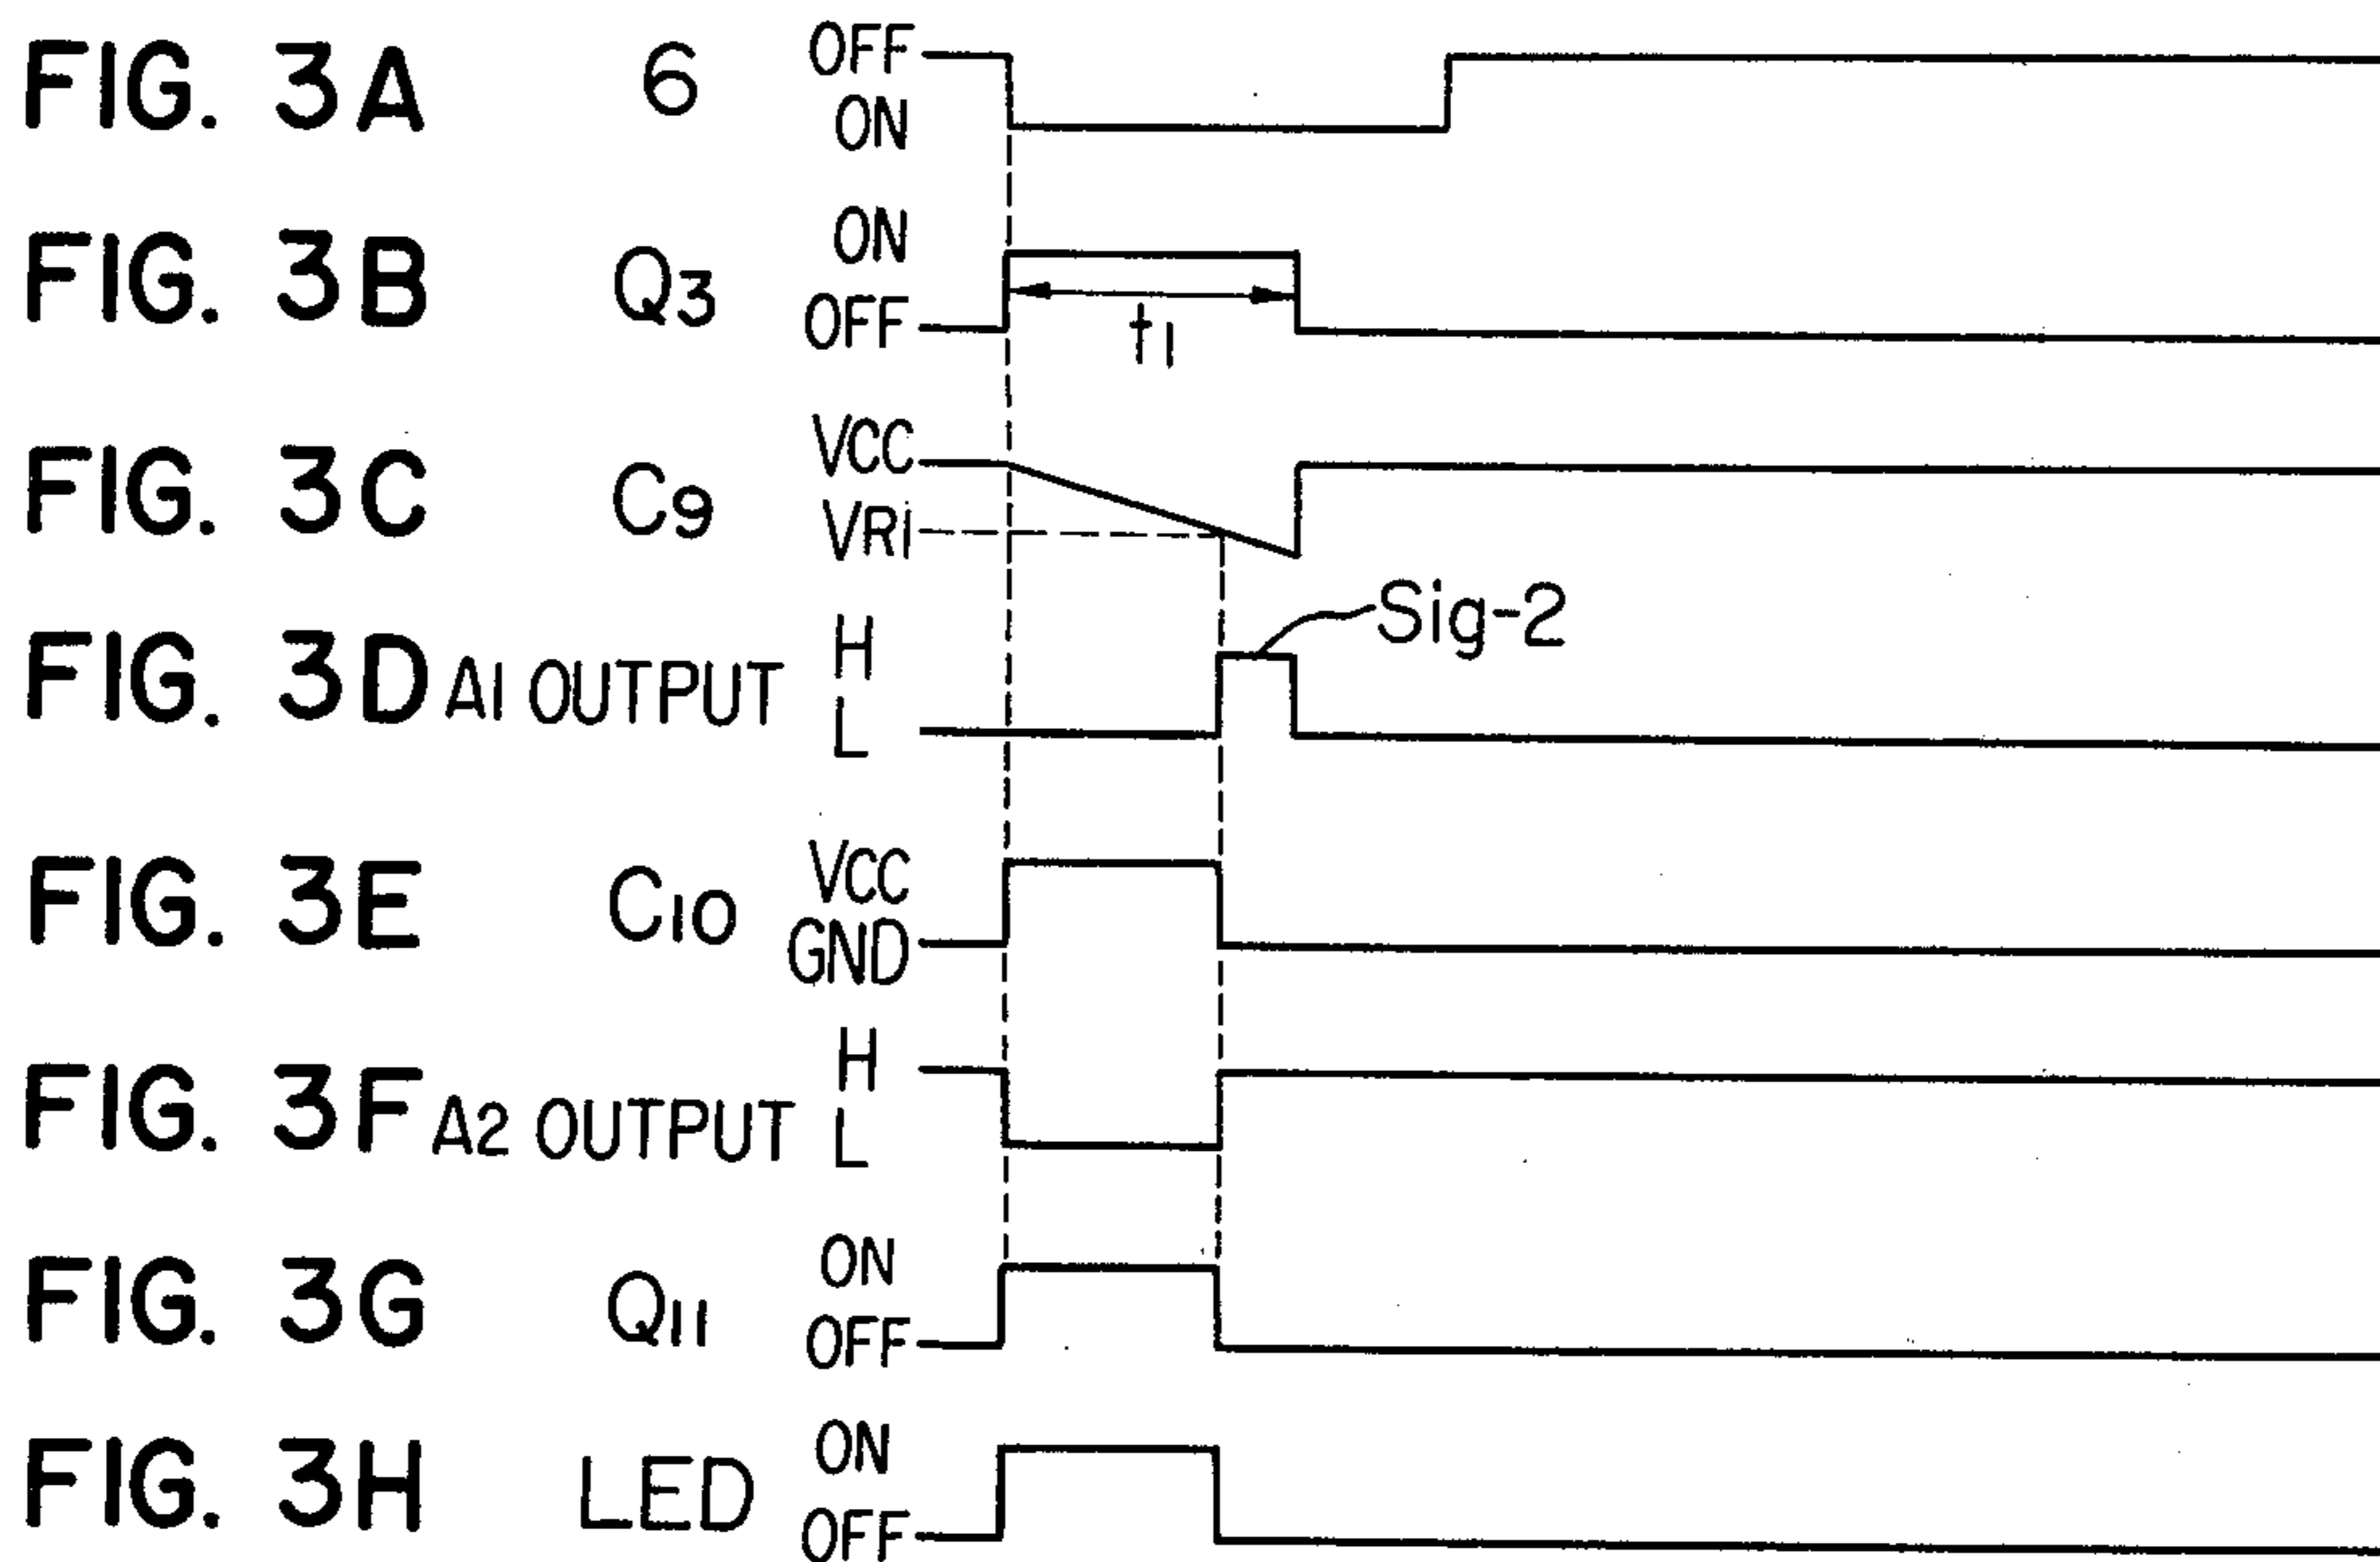 FIG. 3A 6 OFF
ON
FIG. 3B Q3 ON
OFF
t1
FIG. 3C C9 VCC
VRi
Sig-2
FIG. 3D A1 OUTPUT H
L
FIG. 3E C10 VCC
GND
FIG. 3F A2 OUTPUT H
L
FIG. 3G Q11 ON
OFF
FIG. 3H LED ON
OFF